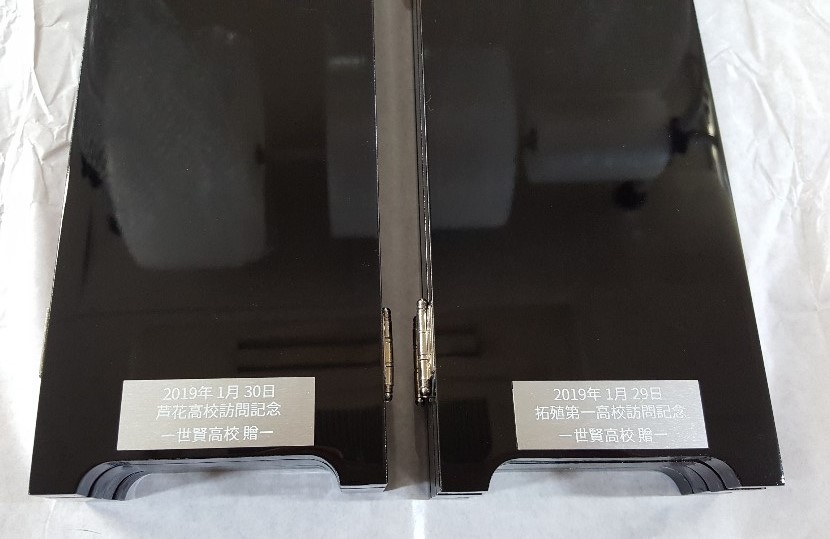 2019年 1月 30日
芦花高校訪問記念
ー世賢高校 贈ー
2019年 1月 29日
拓殖第一高校訪問記念
ー世賢高校 贈ー